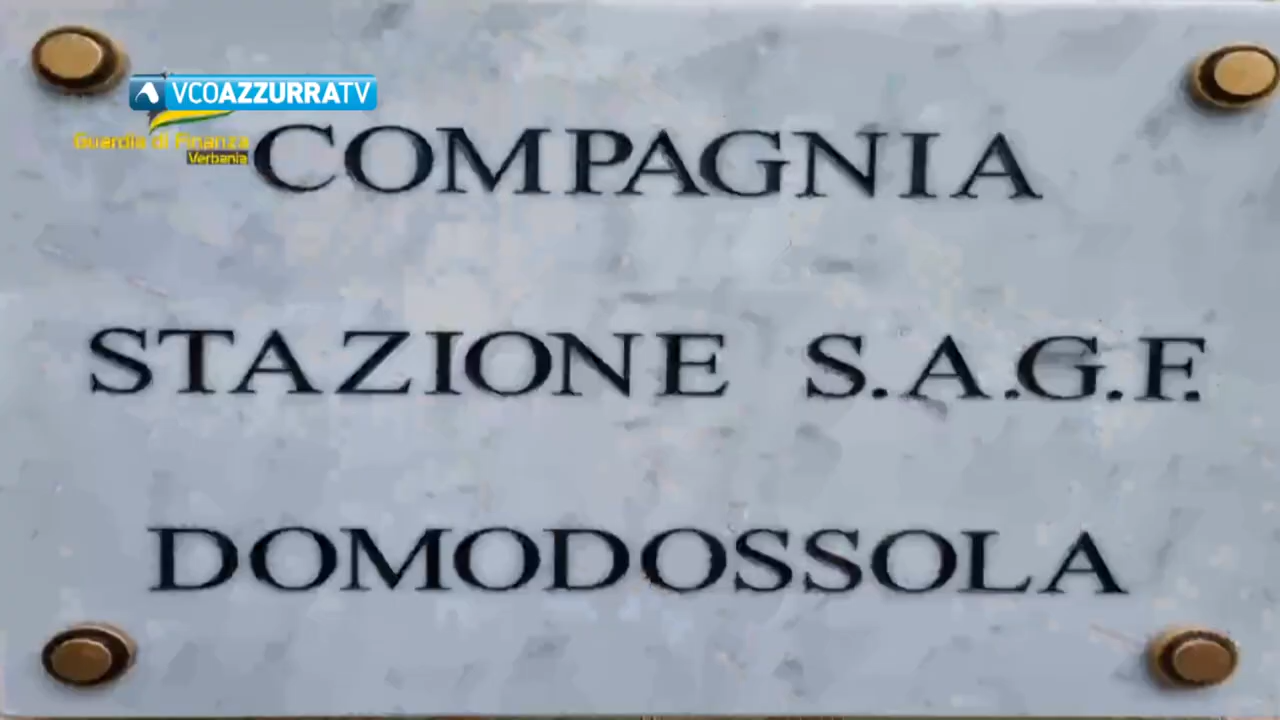 VCOAZZURRATV
Guardia di Finanza
Verbania
COMPAGNIA
STAZIONE S.A.G.F.
DOMODOSSOLA